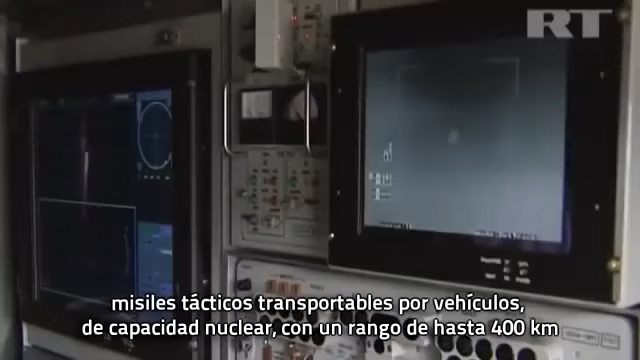 RT
misiles tácticos transportables por vehículos,
de capacidad nuclear, con un rango de hasta 400 km